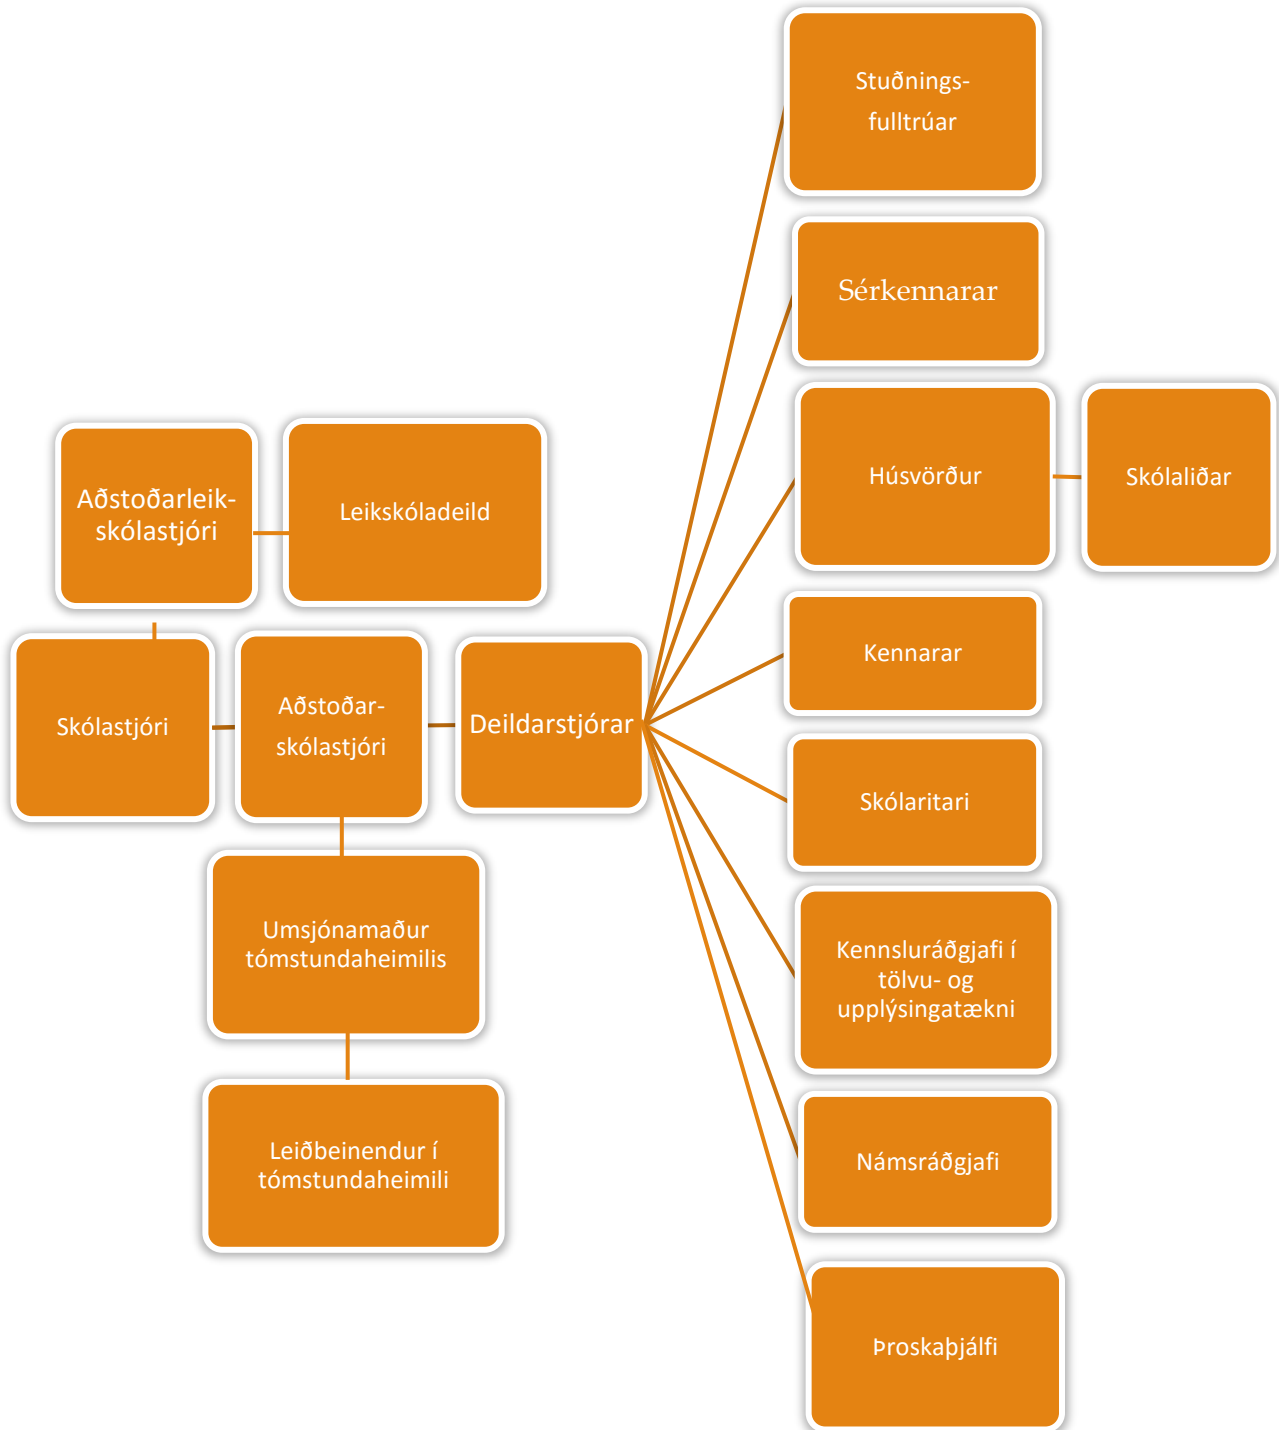 Stuðnings-
fulltrúar
Sérkennarar
Húsvörður
Skólaliðar
Aðstoðarleik-
skólastjóri
Leikskóladeild
Kennarar
Skólastjóri
Aðstoðar-
skólastjóri
Deildarstjórar
Skólaritari
Umsjónamaður
tómstundaheimilis
Kennsluráðgjafi í
tölvu- og
upplýsingatækni
Leiðbeinendur í
tómstundaheimili
Námsráðgjafi
Þroskaþjálfi